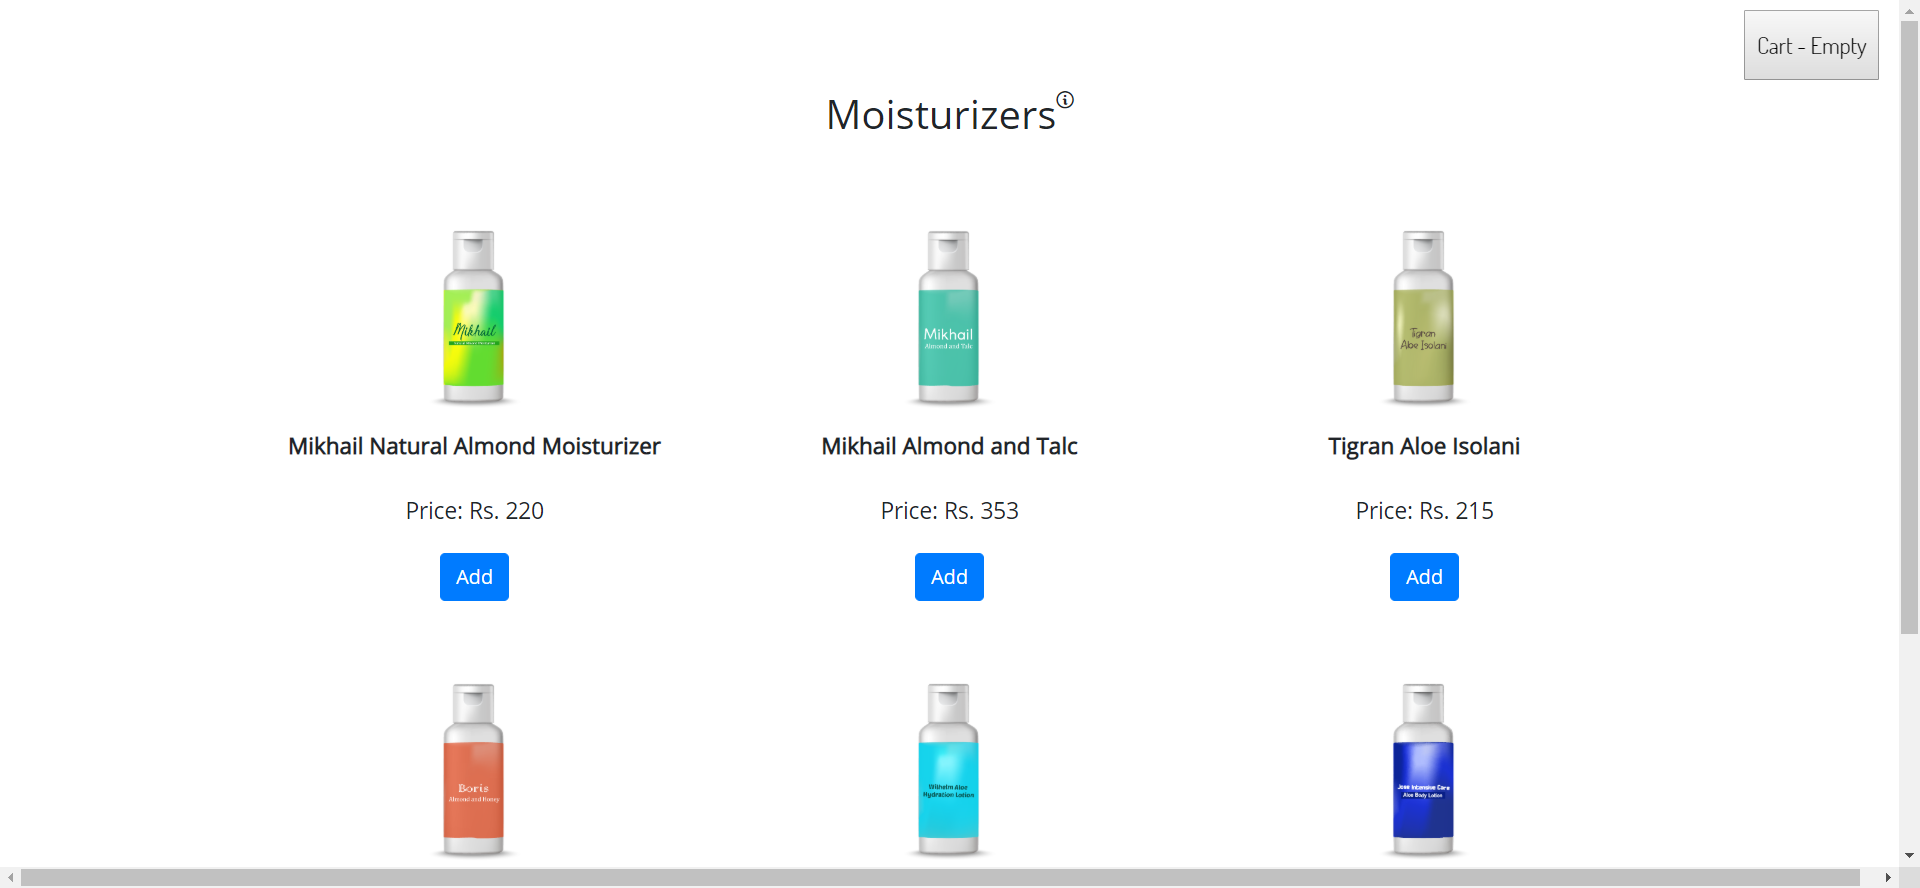 Cart - Empty
Moisturizers
Mikhail
Mikhail
Almond and Talc
Tigran
Aloe Isolani
Mikhail Natural Almond Moisturizer
Mikhail Almond and Talc
Tigran Aloe Isolani
Price: Rs. 220
Price: Rs. 353
Price: Rs. 215
Add
Add
Add
Boris
Almond and Honey
Wilhelm Aloe
Hydration Lotion
Jose Intensive Care
Aloe Body Lotion